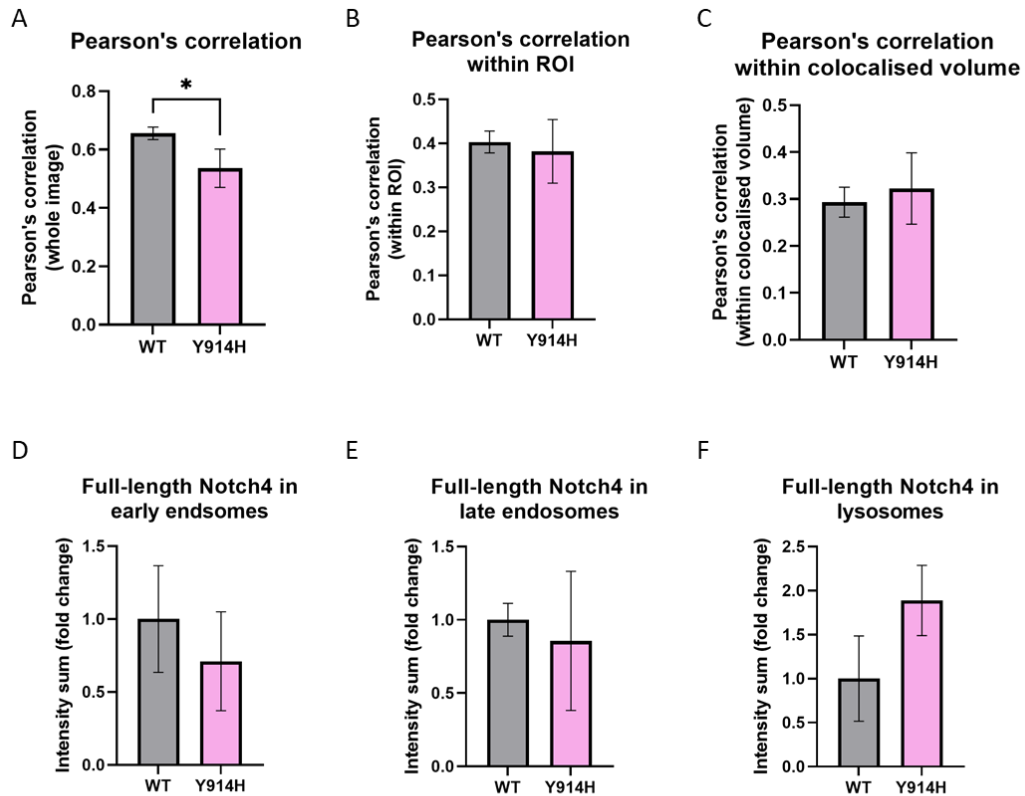 A
Pearson's correlation
Pearson's correlation
(whole image)
0.8
0.6
0.4
0.2
0.0
*
WT
Y914H
B
Pearson's correlation
within ROI
Pearson's correlation
(within ROI)
0.5
0.4
0.3
0.2
0.1
0.0
WT
Y914H
C
Pearson's correlation
within colocalised volume
Pearson's correlation
(within colocalised volume)
0.5
0.4
0.3
0.2
0.1
0.0
WT
Y914H
D
Full-length Notch4 in
early endsomes
Intensity sum (fold change)
1.5
1.0
0.5
0.0
WT
Y914H
E
Full-length Notch4 in
late endosomes
Intensity sum (fold change)
1.5
1.0
0.5
0.0
WT
Y914H
F
Full-length Notch4 in
lysosomes
Intensity sum (fold change)
2.5
2.0
1.5
1.0
0.5
0.0
WT
Y914H